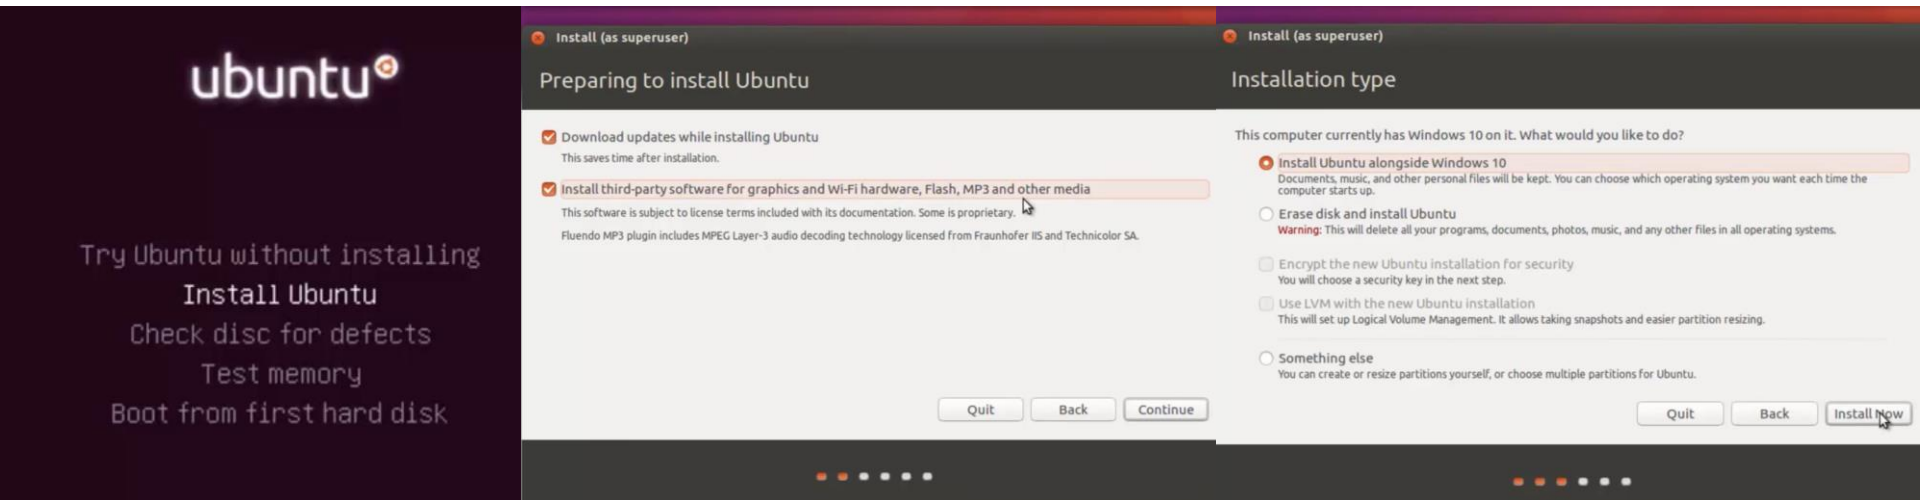 ubuntu
Try Ubuntu without installing
Install Ubuntu
Check disc for defects
Test memory
Boot from first hard disk
Install (as superuser)
Preparing to install Ubuntu
Download updates while installing Ubuntu
This saves time after installation.
Install third-party software for graphics and Wi-Fi hardware, Flash, MP3 and other media
This software is subject to license terms included with its documentation. Some is proprietary.
Fluendo MP3 plugin includes MPEG Layer-3 audio decoding technology licensed from Fraunhofer IIS and Technicolor SA.
Quit Back Continue
Install (as superuser)
Installation type
This computer currently has Windows 10 on it. What would you like to do?
Install Ubuntu alongside Windows 10
Documents, music, and other personal files will be kept. You can choose which operating system you want each time the
computer starts up.
Erase disk and install Ubuntu
Warning: This will delete all your programs, documents, photos, music, and any other files in all operating systems.
Encrypt the new Ubuntu installation for security
You will choose a security key in the next step.
Use LVM with the new Ubuntu installation
This will set up Logical Volume Management. It allows taking snapshots and easier partition resizing.
Something else
You can create or resize partitions yourself, or choose multiple partitions for Ubuntu.
Quit Back Install Now